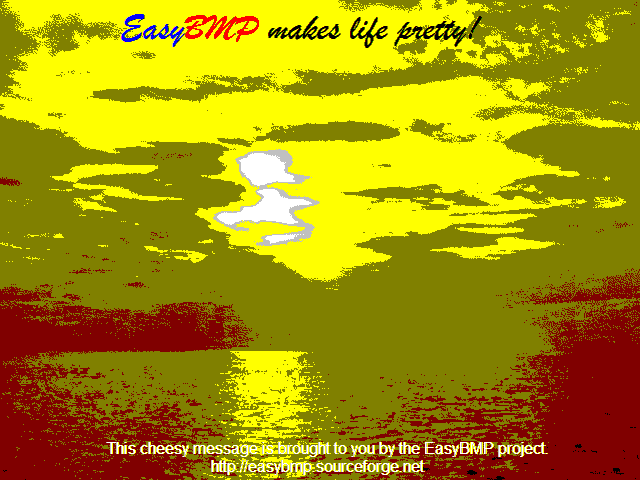 EasyBMP makes life pretty!
This cheesy message is brought to you by the EasyBMP project.
http://easybmp.sourceforge.net